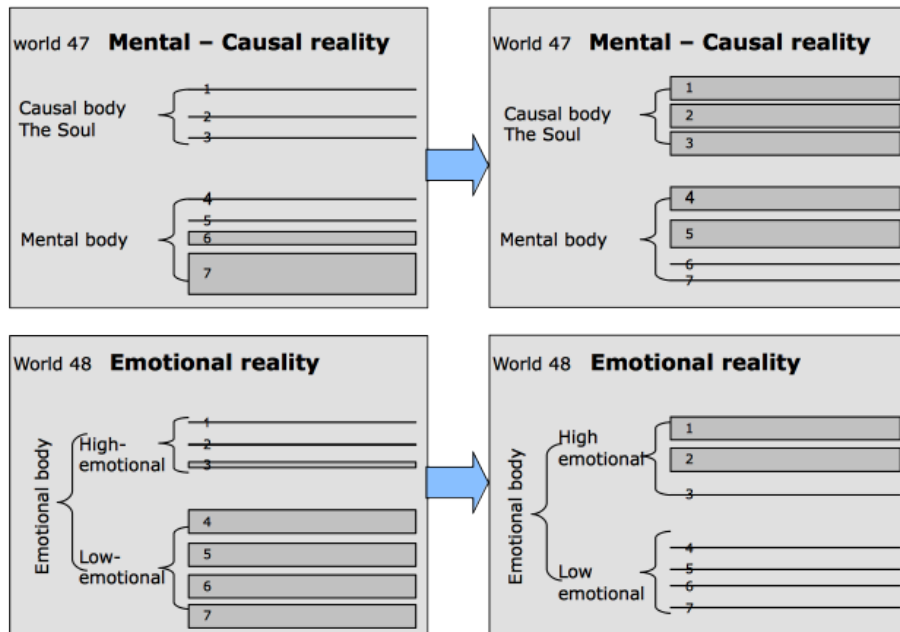 world 47 Mental – Causal reality
1
Causal body
The Soul
2
3
4
5
Mental body
6
7
World 47 Mental – Causal reality
1
Causal body
The Soul
2
3
4
5
Mental body
6
7
World 48 Emotional reality
Emotional body
High-
emotional
1
2
3
Low-
emotional
4
5
6
7
World 48 Emotional reality
Emotional body
High
emotional
1
2
3
Low
emotional
4
5
6
7